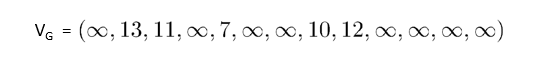 V_G = (∞, 13, 11, ∞, 7, ∞, ∞, 10, 12, ∞, ∞, ∞, ∞)